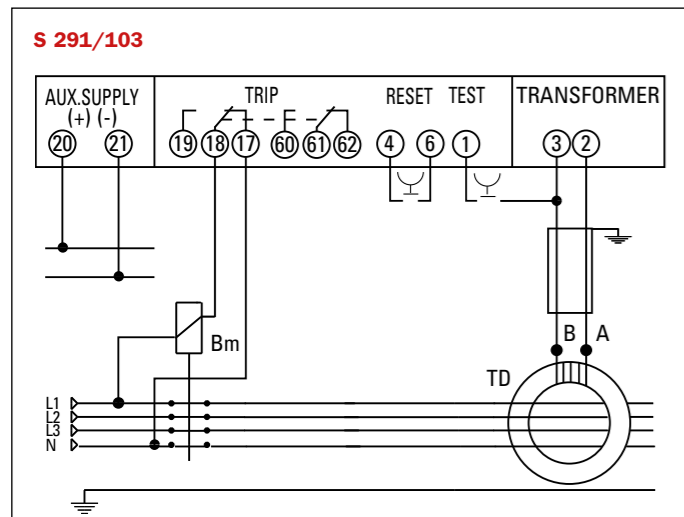 S 291/103
AUX.SUPPLY TRIP RESET TEST TRANSFORMER
(+) (-)
20 21 19 18 17 60 61 62 4 6 1 3 2
Bm
B A
TD
L1
L2
L3
N